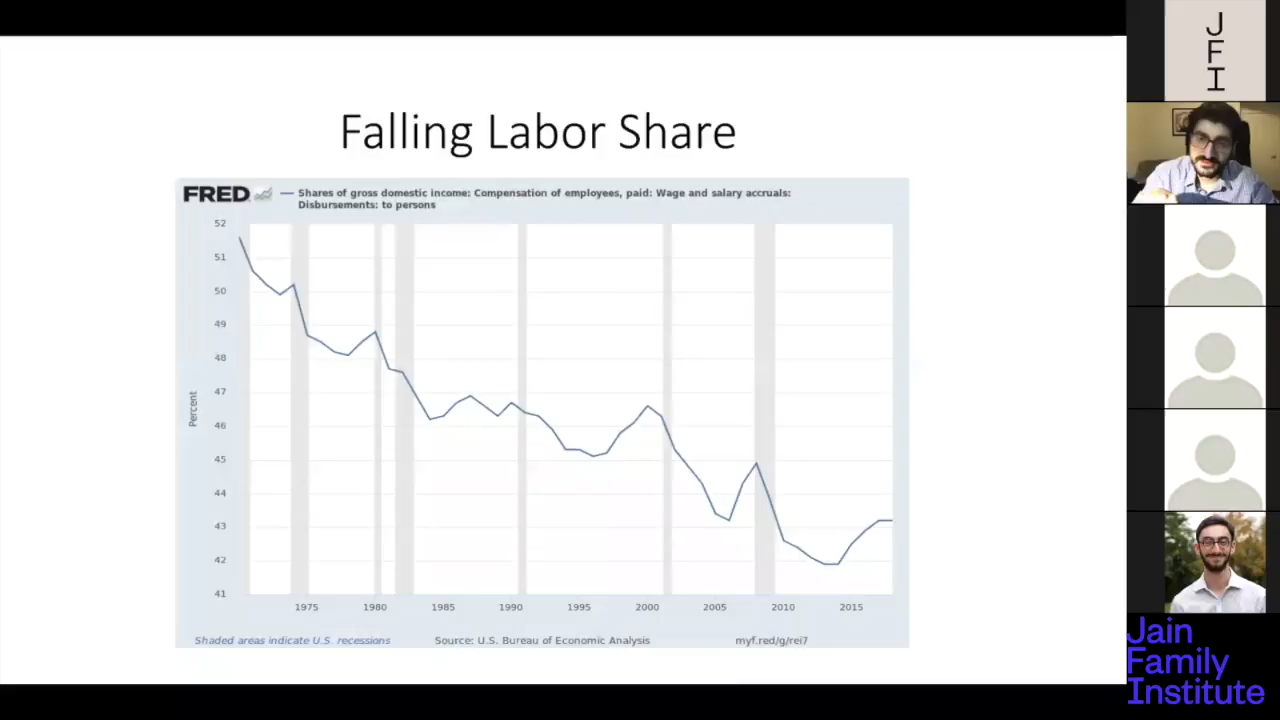 Falling Labor Share
FRED
Shares of gross domestic income: Compensation of employees, paid: Wage and salary accruals:
Disbursements: to persons
52
51
50
49
48
47
46
45
44
43
42
41
Percent
1975 1980 1985 1990 1995 2000 2005 2010 2015
Shaded areas indicate U.S. recessions Source: U.S. Bureau of Economic Analysis myf.red/g/rei7
J
F
I
Jain
Family
Institute